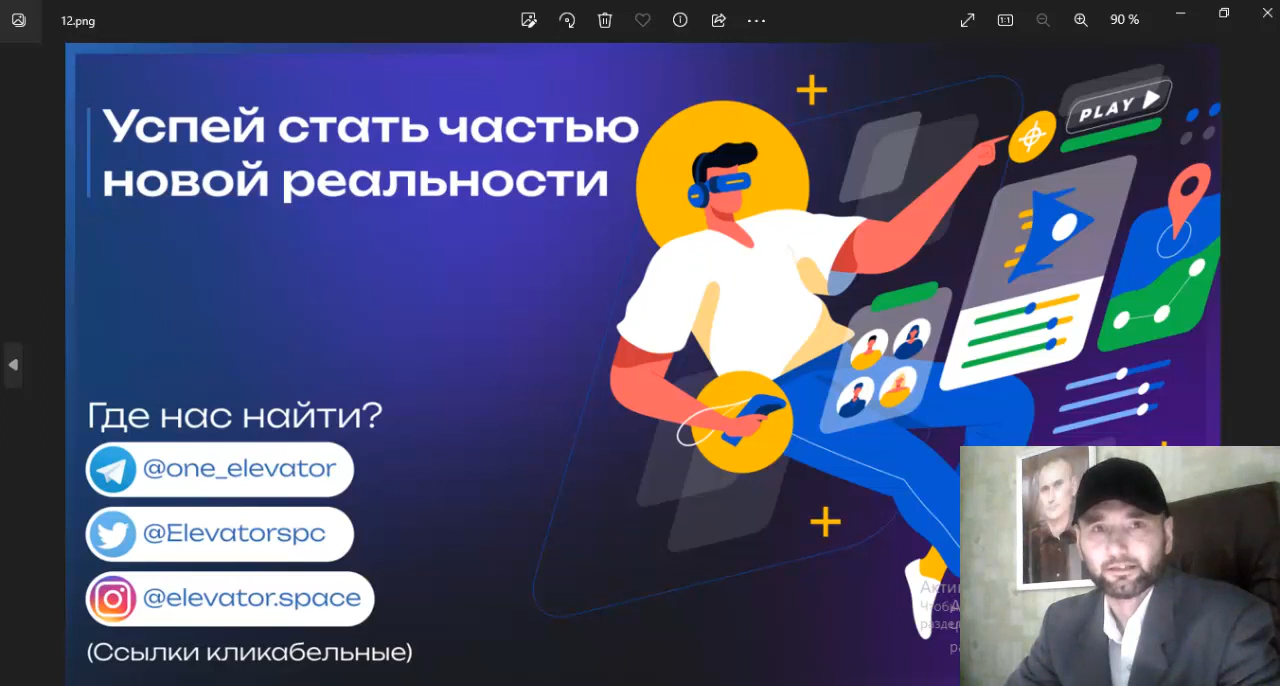 12.png
90 %
Успей стать частью
новой реальности
PLAY
Где нас найти?
@one_elevator
@Elevatorspc
@elevator.space
(Ссылки кликабельные)